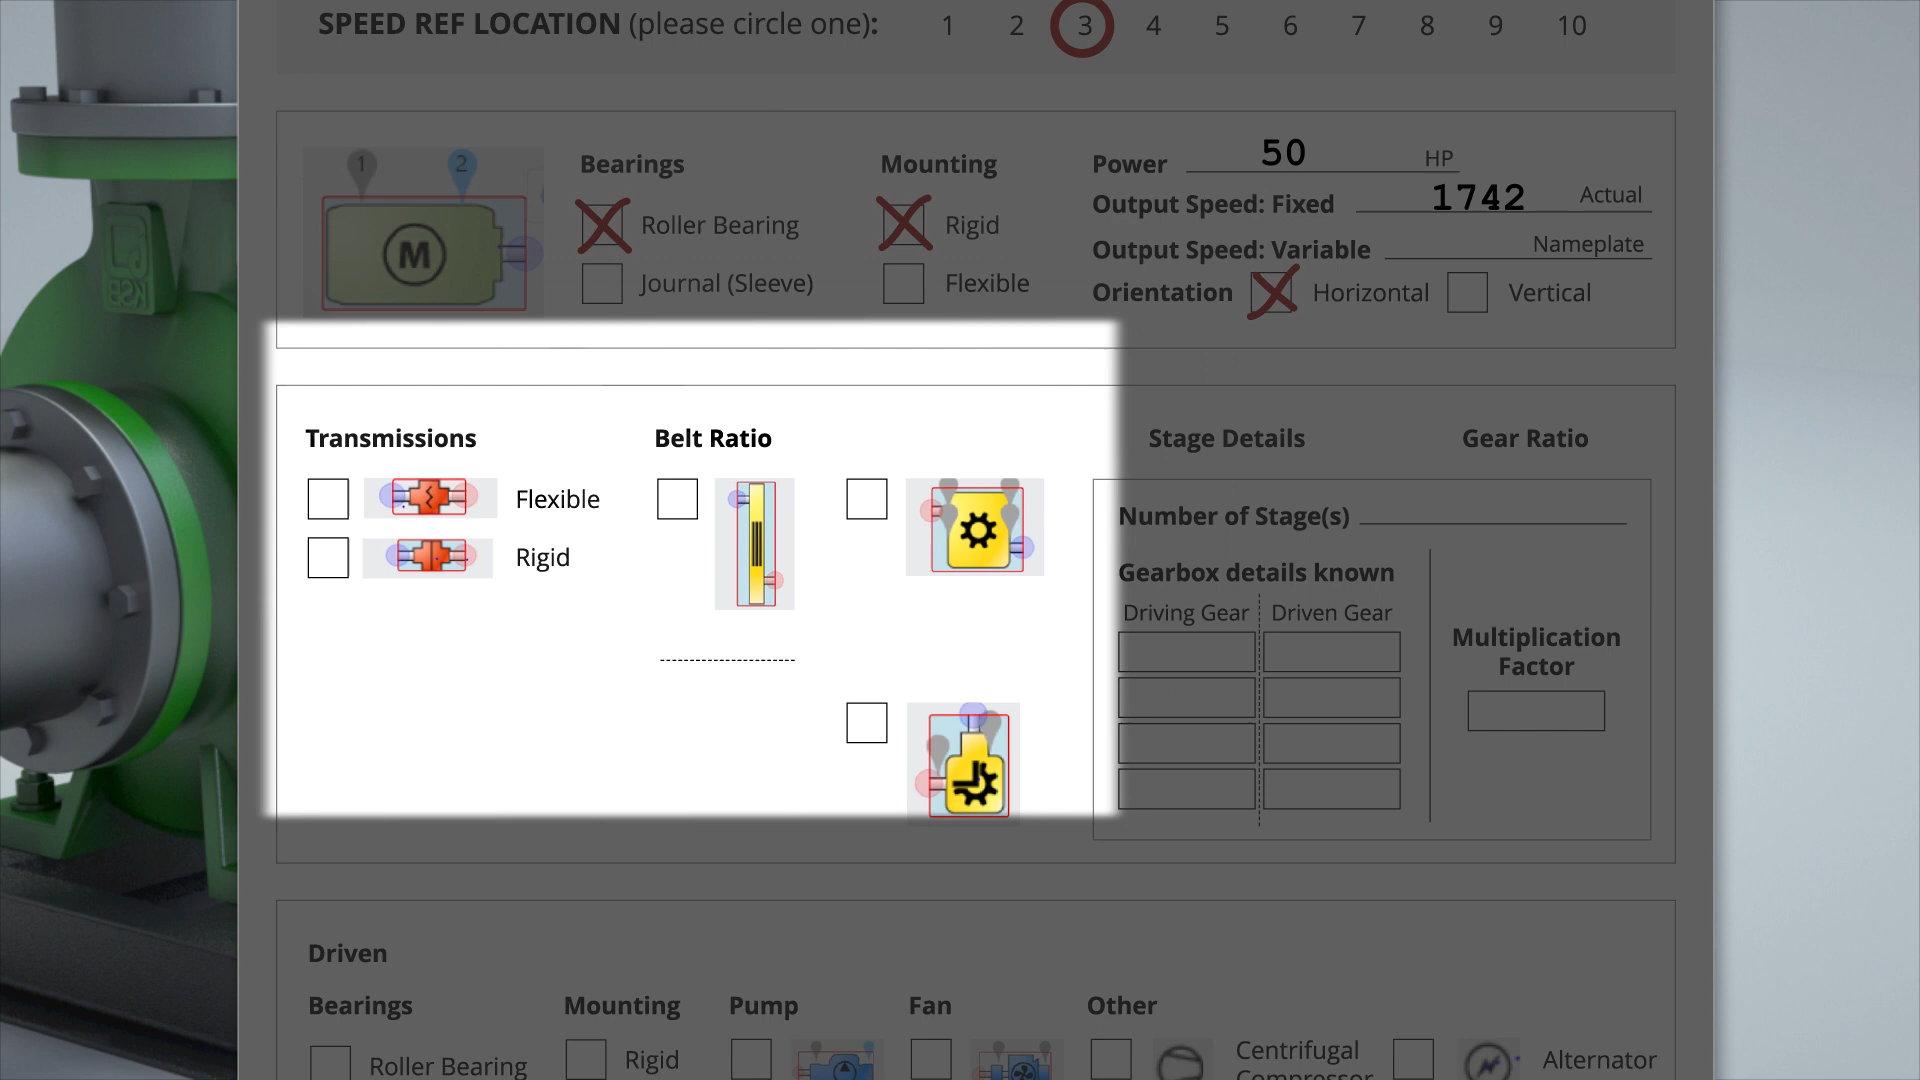 SPEED REF LOCATION (please circle one): 1 2 3 4 5 6 7 8 9 10
1 2
M
Bearings
Roller Bearing
Journal (Sleeve)
Mounting
Rigid
Flexible
Power 50 HP
Output Speed: Fixed 1742 Actual
Output Speed: Variable Nameplate
Orientation Horizontal Vertical
Transmissions
Flexible
Rigid
Belt Ratio
Stage Details
Gear Ratio
Number of Stage(s)
Gearbox details known
Driving Gear Driven Gear
Multiplication
Factor
Driven
Bearings
Roller Bearing
Mounting
Rigid
Pump
Fan
Other
Centrifugal
Compressor
Alternator